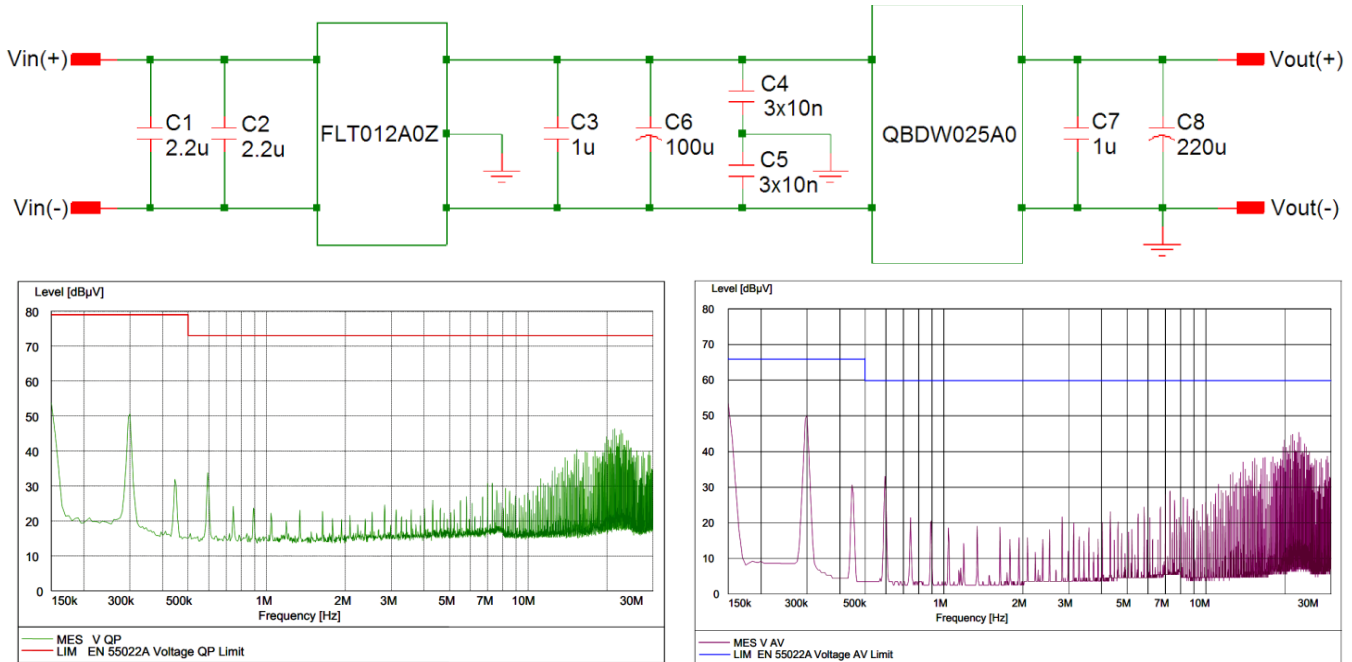 Vin(+)
Vin(-)
C1
2.2u
C2
2.2u
FLT012A0Z
C3
1u
C6
100u
C4
3x10n
C5
3x10n
QBDW025A0
C7
1u
C8
220u
Vout(+)
Vout(-)
Level [dBµV]
80
70
60
50
40
30
20
10
0
150k 300k 500k 1M 2M 3M 5M 7M 10M 30M
Frequency [Hz]
MES V QP
LIM EN 55022A Voltage QP Limit
Level [dBµV]
80
70
60
50
40
30
20
10
0
150k 300k 500k 1M 2M 3M 5M 7M 10M 30M
Frequency [Hz]
MES V AV
LIM EN 55022A Voltage AV Limit